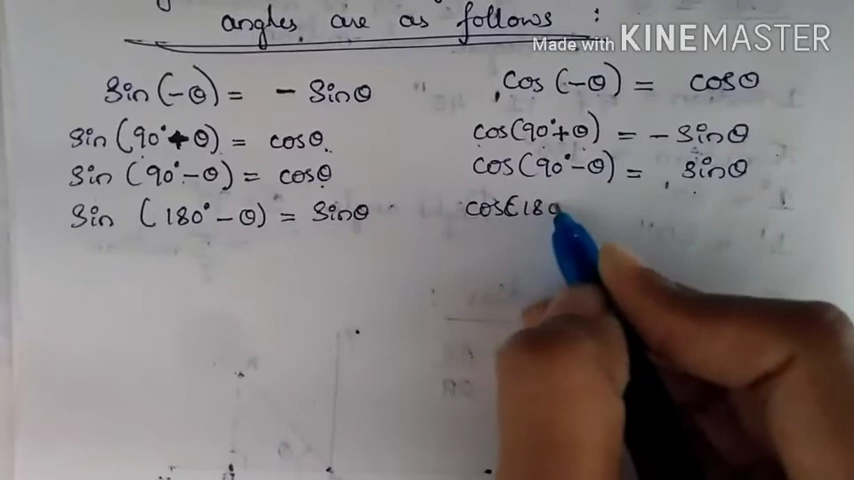 angles are as follows :
Made with KINEMASTER
sin (-θ) = - sinθ
cos (-θ) = cosθ
sin (90°+θ) = cosθ
cos (90°+θ) = - sinθ
sin (90°-θ) = cosθ
cos (90°-θ) = sinθ
sin (180°-θ) = sinθ
cos(180